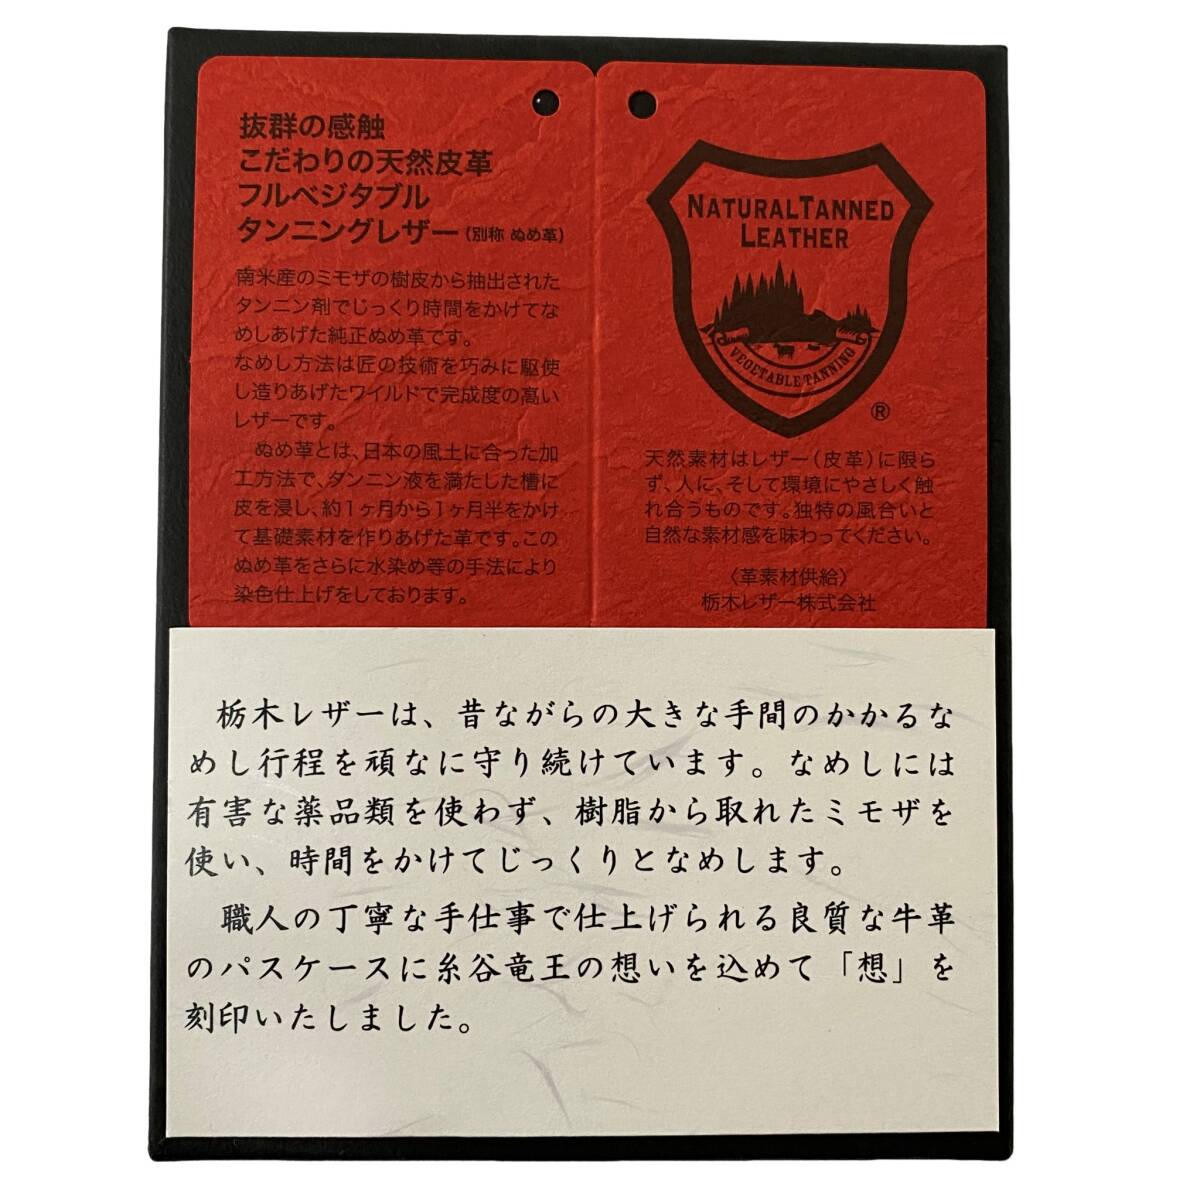 抜群の感触
こだわりの天然皮革
フルベジタブル
タンニングレザー（別称 ぬめ革）
南米産のミモザの樹皮から抽出された
タンニン剤でじっくり時間をかけてな
めしあげた純正ぬめ革です。
なめし方法は匠の技術を巧みに駆使
し造りあげたワイルドで完成度の高い
レザーです。
　ぬめ革とは、日本の風土に合った加
工方法で、タンニン液を満たした槽に
皮を浸し、約1ヶ月から1ヶ月半をかけ
て基礎素材を作りあげた革です。この
ぬめ革をさらに水染め等の手法により
染色仕上げをしております。
NATURAL TANNED
LEATHER
VEGETABLE TANNING
®
天然素材はレザー（皮革）に限ら
ず、人に、そして環境にやさしく触
れ合うものです。独特の風合いと
自然な素材感を味わってください。
〈革素材供給〉
栃木レザー株式会社
　栃木レザーは、昔ながらの大きな手間のかかるな
めし行程を頑なに守り続けています。なめしには
有害な薬品類を使わず、樹脂から取れたミモザを
使い、時間をかけてじっくりとなめします。
　職人の丁寧な手仕事で仕上げられる良質な牛革
のパスケースに糸谷竜王の想いを込めて「想」を
刻印いたしました。